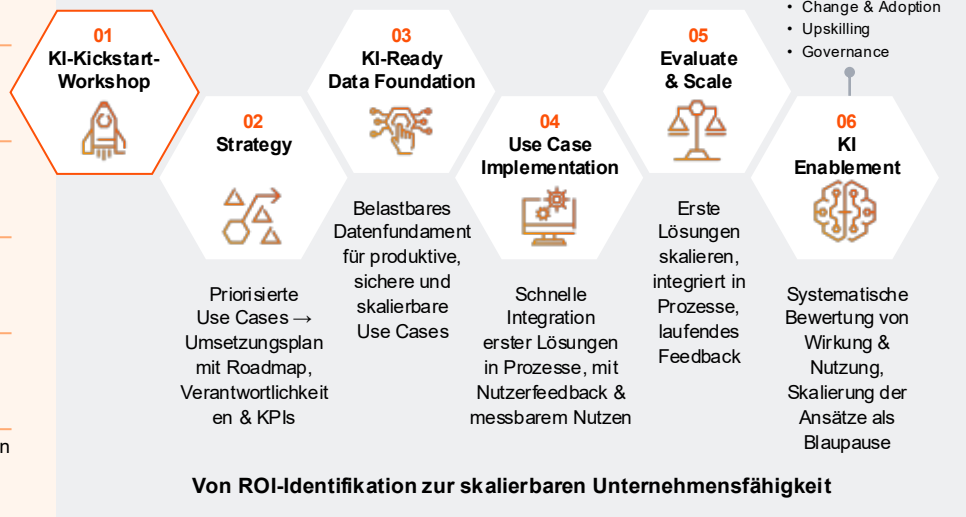 • Change & Adoption
• Upskilling
• Governance
01
KI-Kickstart-
Workshop
02
Strategy
Priorisierte
Use Cases →
Umsetzungsplan
mit Roadmap,
Verantwortlichkeit
en & KPIs
03
KI-Ready
Data Foundation
Belastbares
Datenfundament
für produktive,
sichere und
skalierbare
Use Cases
04
Use Case
Implementation
Schnelle
Integration
erster Lösungen
in Prozesse, mit
Nutzerfeedback &
messbarem Nutzen
05
Evaluate
& Scale
Erste
Lösungen
skalieren,
integriert in
Prozesse,
laufendes
Feedback
06
KI
Enablement
Systematische
Bewertung von
Wirkung &
Nutzung,
Skalierung der
Ansätze als
Blaupause
n
Von ROI-Identifikation zur skalierbaren Unternehmensfähigkeit